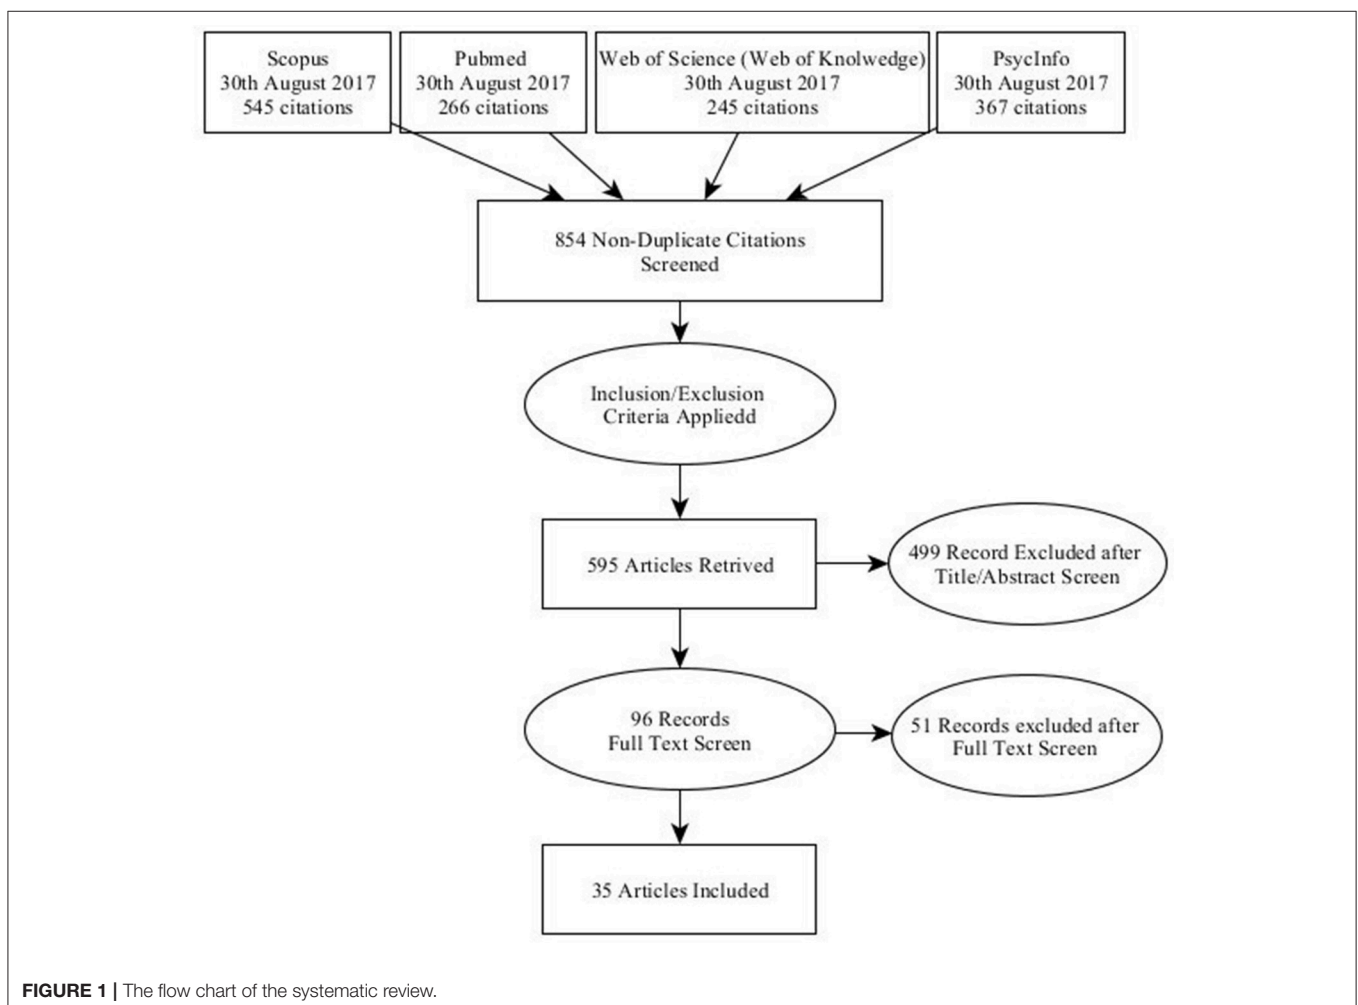 Scopus
30th August 2017
545 citations
Pubmed
30th August 2017
266 citations
Web of Science (Web of Knolwedge)
30th August 2017
245 citations
PsycInfo
30th August 2017
367 citations
854 Non-Duplicate Citations
Screened
Inclusion/Exclusion
Criteria Appliedd
595 Articles Retrived
499 Record Excluded after
Title/Abstract Screen
96 Records
Full Text Screen
51 Records excluded after
Full Text Screen
35 Articles Included
FIGURE 1 | The flow chart of the systematic review.